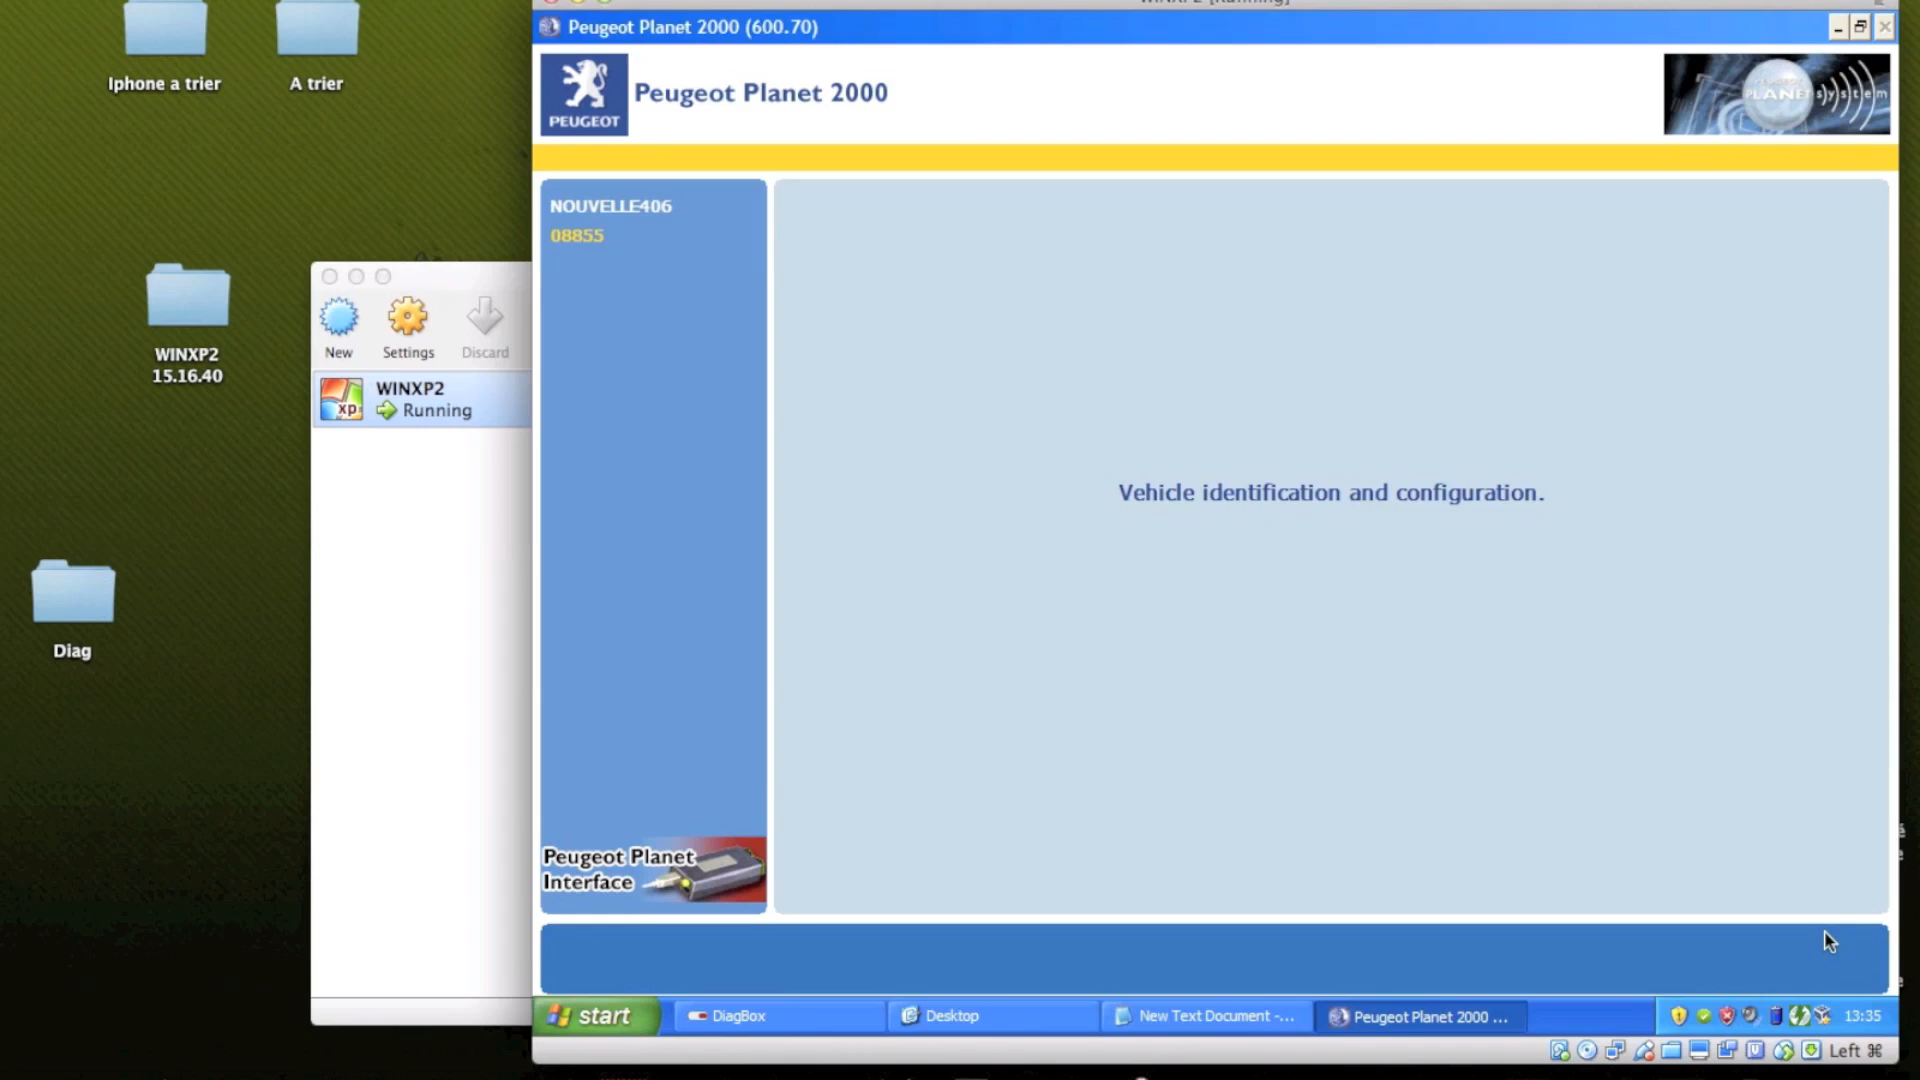 Iphone a trier
A trier
WINXP2
15.16.40
Diag
New
Settings
Discard
WINXP2
Running
Peugeot Planet 2000 (600.70)
PEUGEOT
Peugeot Planet 2000
PLANET system
NOUVELLE406
08855
Vehicle identification and configuration.
Peugeot Planet
Interface
start
DiagBox
Desktop
New Text Document -...
Peugeot Planet 2000 ...
13:35
Left ⌘